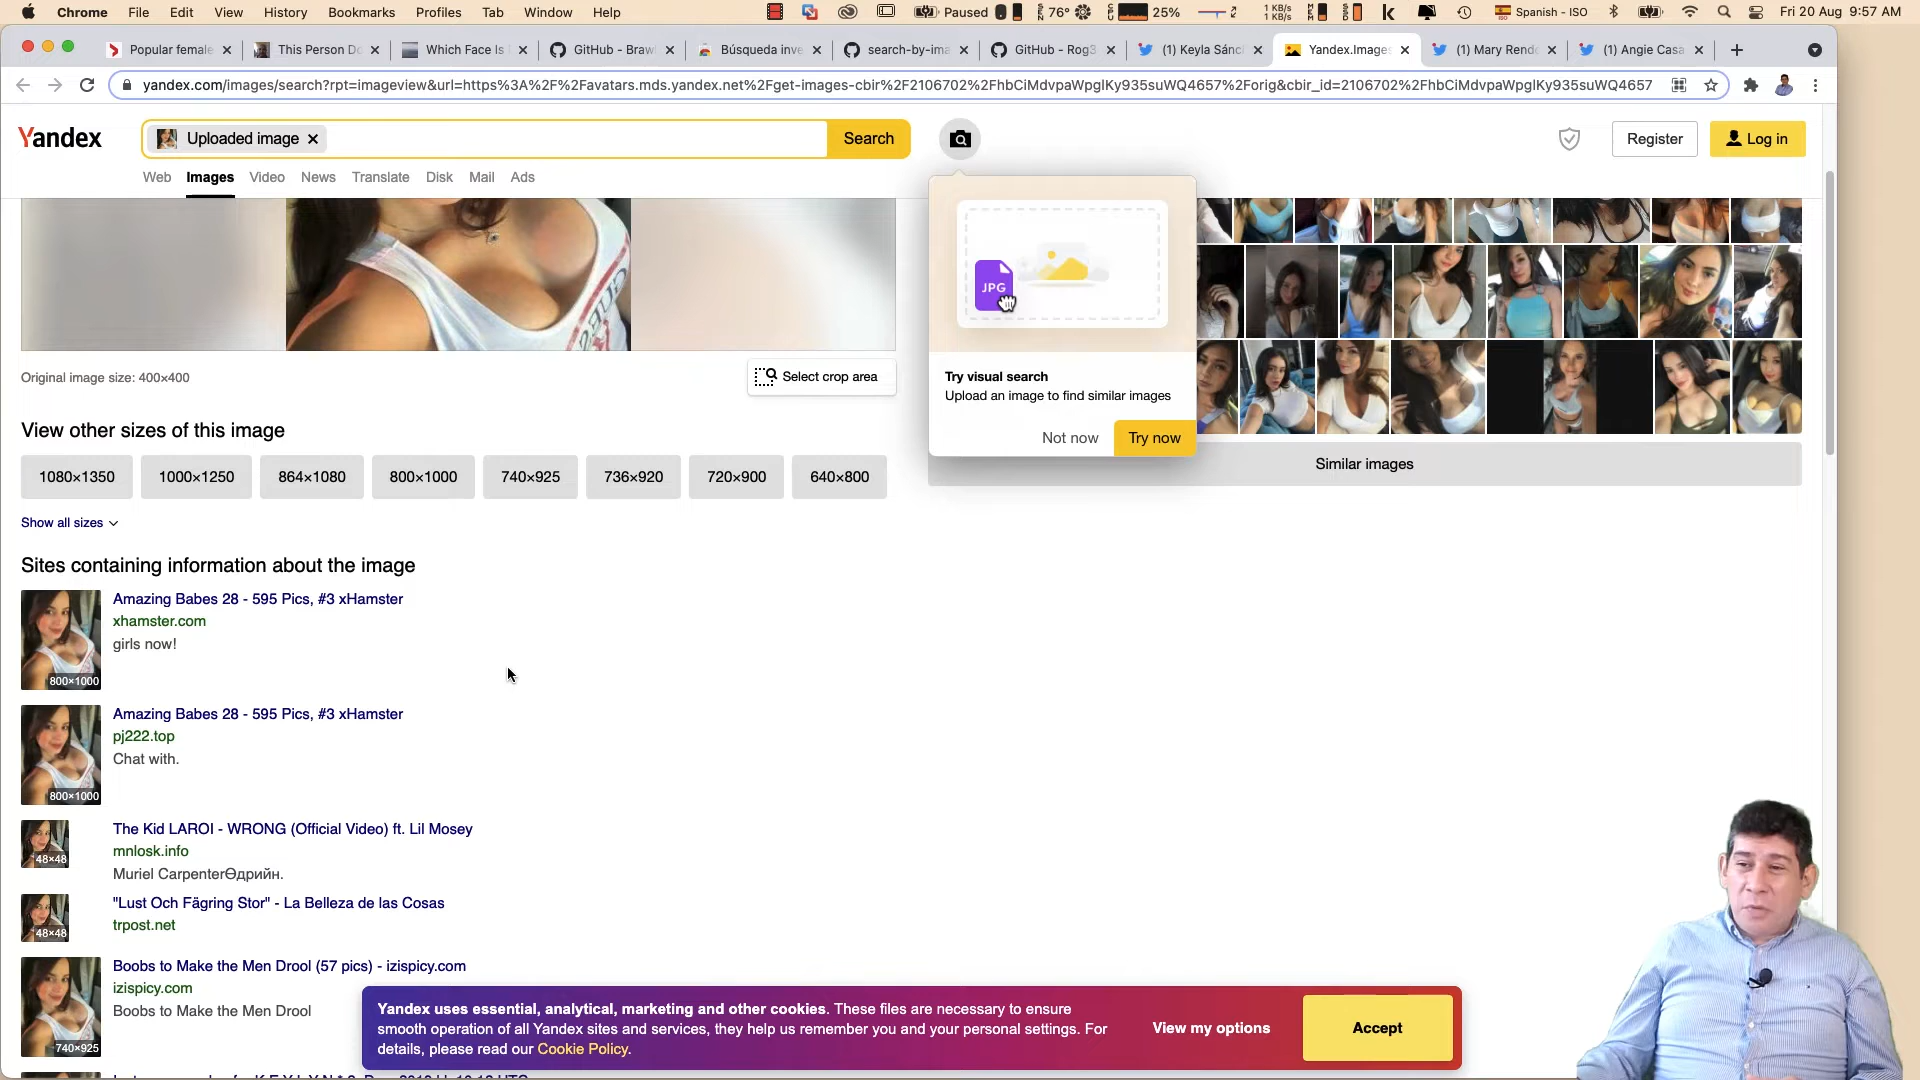 Chrome File Edit View History Bookmarks Profiles Tab Window Help Paused 76° 25% 1 KB/s 1 KB/s Spanish - ISO Fri 20 Aug 9:57 AM
Popular female This Person Do Which Face Is GitHub - Brawl Búsqueda inve search-by-ima GitHub - Rog3 (1) Keyla Sánc Yandex.Images (1) Mary Rend (1) Angie Casa
yandex.com/images/search?rpt=imageview&url=https%3A%2F%2Favatars.mds.yandex.net%2Fget-images-cbir%2F2106702%2FhbCiMdvpaWpglKy935suWQ4657%2Forig&cbir_id=2106702%2FhbCiMdvpaWpglKy935suWQ4657
Yandex Uploaded image Search Register Log in
Web Images Video News Translate Disk Mail Ads
JPG
Original image size: 400×400
Select crop area
Try visual search
Upload an image to find similar images
Not now Try now
View other sizes of this image
Similar images
1080×1350 1000×1250 864×1080 800×1000 740×925 736×920 720×900 640×800
Show all sizes
Sites containing information about the image
Amazing Babes 28 - 595 Pics, #3 xHamster
xhamster.com
girls now!
800×1000
Amazing Babes 28 - 595 Pics, #3 xHamster
pj222.top
Chat with.
800×1000
The Kid LAROI - WRONG (Official Video) ft. Lil Mosey
mnlosk.info
48×48
Muriel CarpenterӨдрийн.
"Lust Och Fägring Stor" - La Belleza de las Cosas
trpost.net
48×48
Boobs to Make the Men Drool (57 pics) - izispicy.com
izispicy.com
Boobs to Make the Men Drool
740×925
Yandex uses essential, analytical, marketing and other cookies. These files are necessary to ensure
smooth operation of all Yandex sites and services, they help us remember you and your personal settings. For
details, please read our Cookie Policy.
View my options
Accept